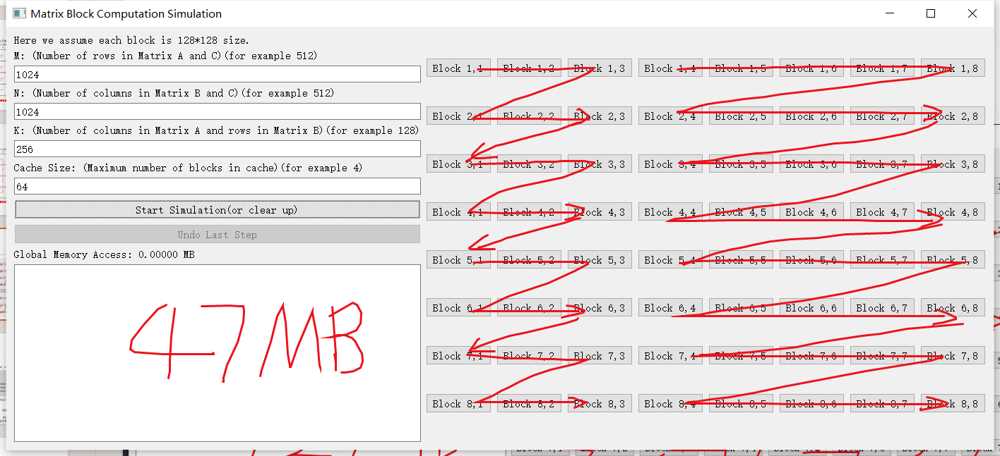 Matrix Block Computation Simulation
Here we assume each block is 128*128 size.
M: (Number of rows in Matrix A and C)(for example 512)
1024
N: (Number of columns in Matrix B and C)(for example 512)
1024
K: (Number of columns in Matrix A and rows in Matrix B)(for example 128)
256
Cache Size: (Maximum number of blocks in cache)(for example 4)
64
Start Simulation(or clear up)
Undo Last Step
Global Memory Access: 0.00000 MB
47MB
Block 1,1 Block 1,2 Block 1,3 Block 1,4 Block 1,5 Block 1,6 Block 1,7 Block 1,8
Block 2,1 Block 2,2 Block 2,3 Block 2,4 Block 2,5 Block 2,6 Block 2,7 Block 2,8
Block 3,1 Block 3,2 Block 3,3 Block 3,4 Block 3,5 Block 3,6 Block 3,7 Block 3,8
Block 4,1 Block 4,2 Block 4,3 Block 4,4 Block 4,5 Block 4,6 Block 4,7 Block 4,8
Block 5,1 Block 5,2 Block 5,3 Block 5,4 Block 5,5 Block 5,6 Block 5,7 Block 5,8
Block 6,1 Block 6,2 Block 6,3 Block 6,4 Block 6,5 Block 6,6 Block 6,7 Block 6,8
Block 7,1 Block 7,2 Block 7,3 Block 7,4 Block 7,5 Block 7,6 Block 7,7 Block 7,8
Block 8,1 Block 8,2 Block 8,3 Block 8,4 Block 8,5 Block 8,6 Block 8,7 Block 8,8